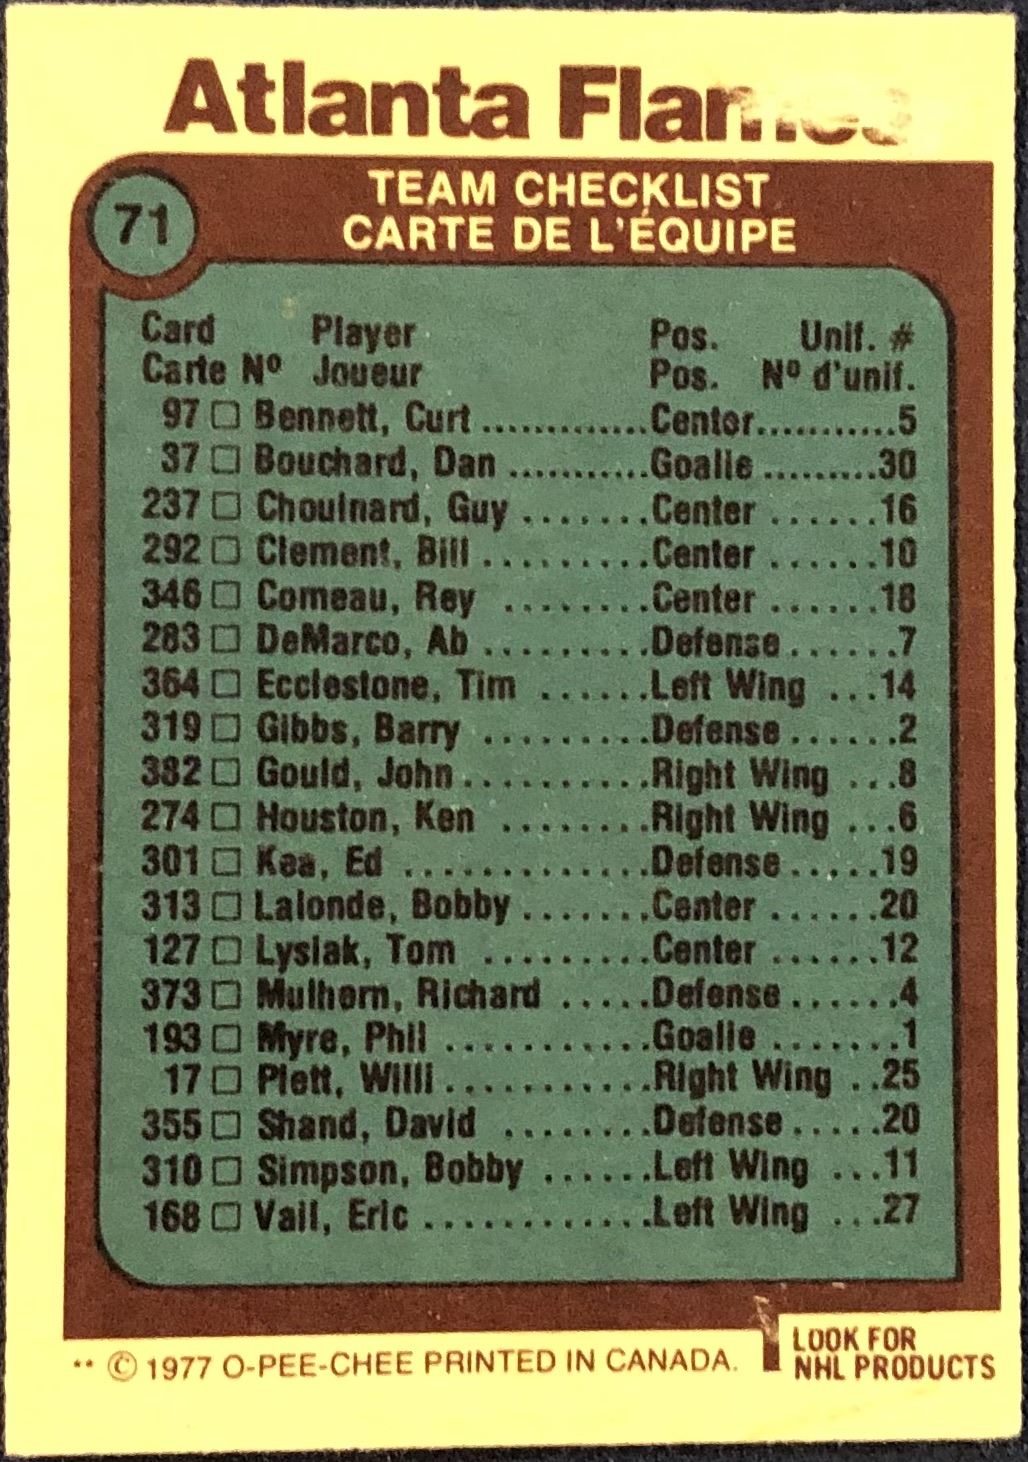 Atlanta Flames
71
TEAM CHECKLIST
CARTE DE L'ÉQUIPE
Card Player Pos. Unif. #
Carte Nº Joueur Pos. Nº d'unif.
97 □ Bennett, Curt .............Center...........5
37 □ Bouchard, Dan ...........Goalie .........30
237 □ Chouinard, Guy .......Center ......16
292 □ Clement, Bill .........Center ......10
346 □ Comeau, Rey ........Center ......18
283 □ DeMarco, Ab .........Defense......7
364 □ Ecclestone, Tim ......Left Wing ...14
319 □ Gibbs, Barry .........Defense......2
382 □ Gould, John..........Right Wing ...8
274 □ Houston, Ken ........Right Wing ...6
301 □ Kea, Ed .............Defense.....19
313 □ Lalonde, Bobby.......Center ......20
127 □ Lysiak, Tom .........Center ......12
373 □ Mulhern, Richard .....Defense......4
193 □ Myre, Phil ...........Goalie .......1
17 □ Plett, Willi...........Right Wing ..25
355 □ Shand, David ........Defense.....20
310 □ Simpson, Bobby ......Left Wing ...11
168 □ Vail, Eric ............Left Wing ...27
** © 1977 O-PEE-CHEE PRINTED IN CANADA.
LOOK FOR
NHL PRODUCTS